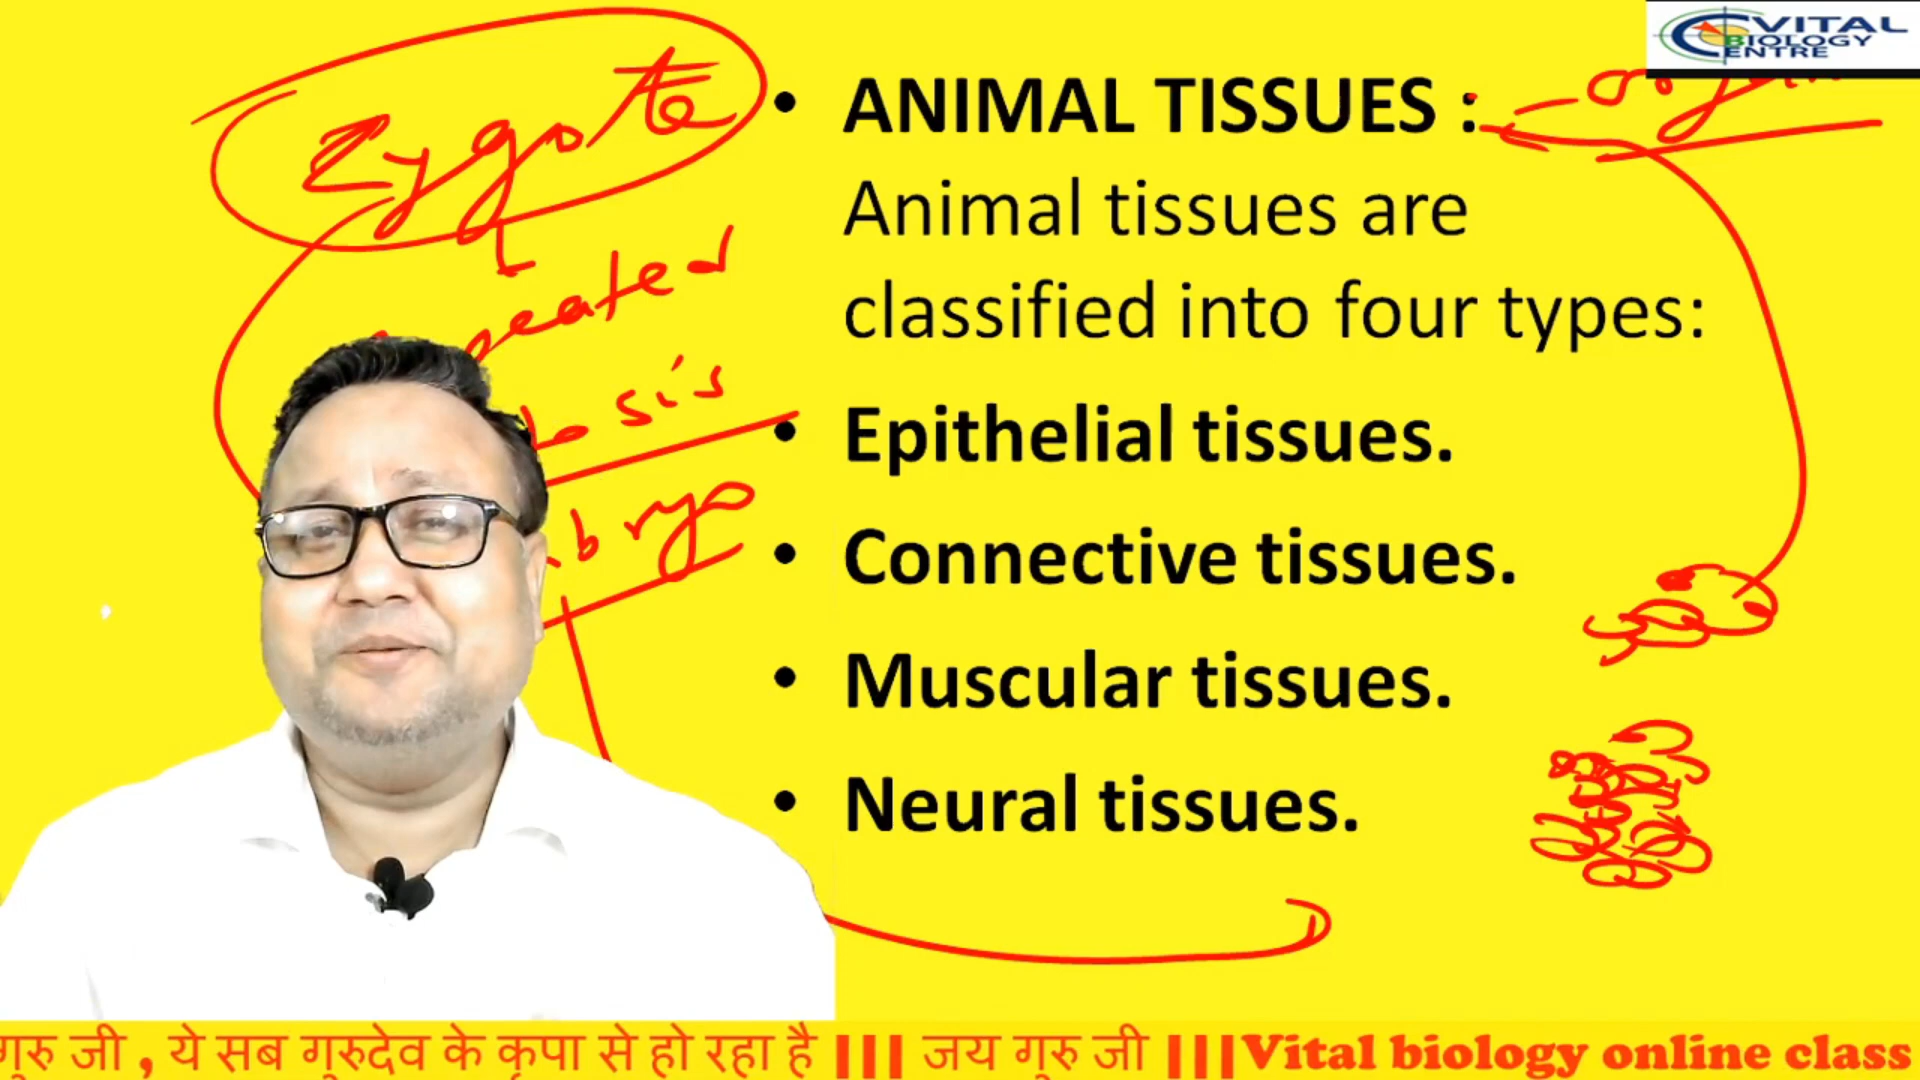 VITAL
BIOLOGY
CENTRE
Zygote
• ANIMAL TISSUES :
Animal tissues are
classified into four types:
• Epithelial tissues.
• Connective tissues.
• Muscular tissues.
• Neural tissues.
गुरु जी , ये सब गुरुदेव के कृपा से हो रहा है ||| जय गुरु जी |||Vital biology online class